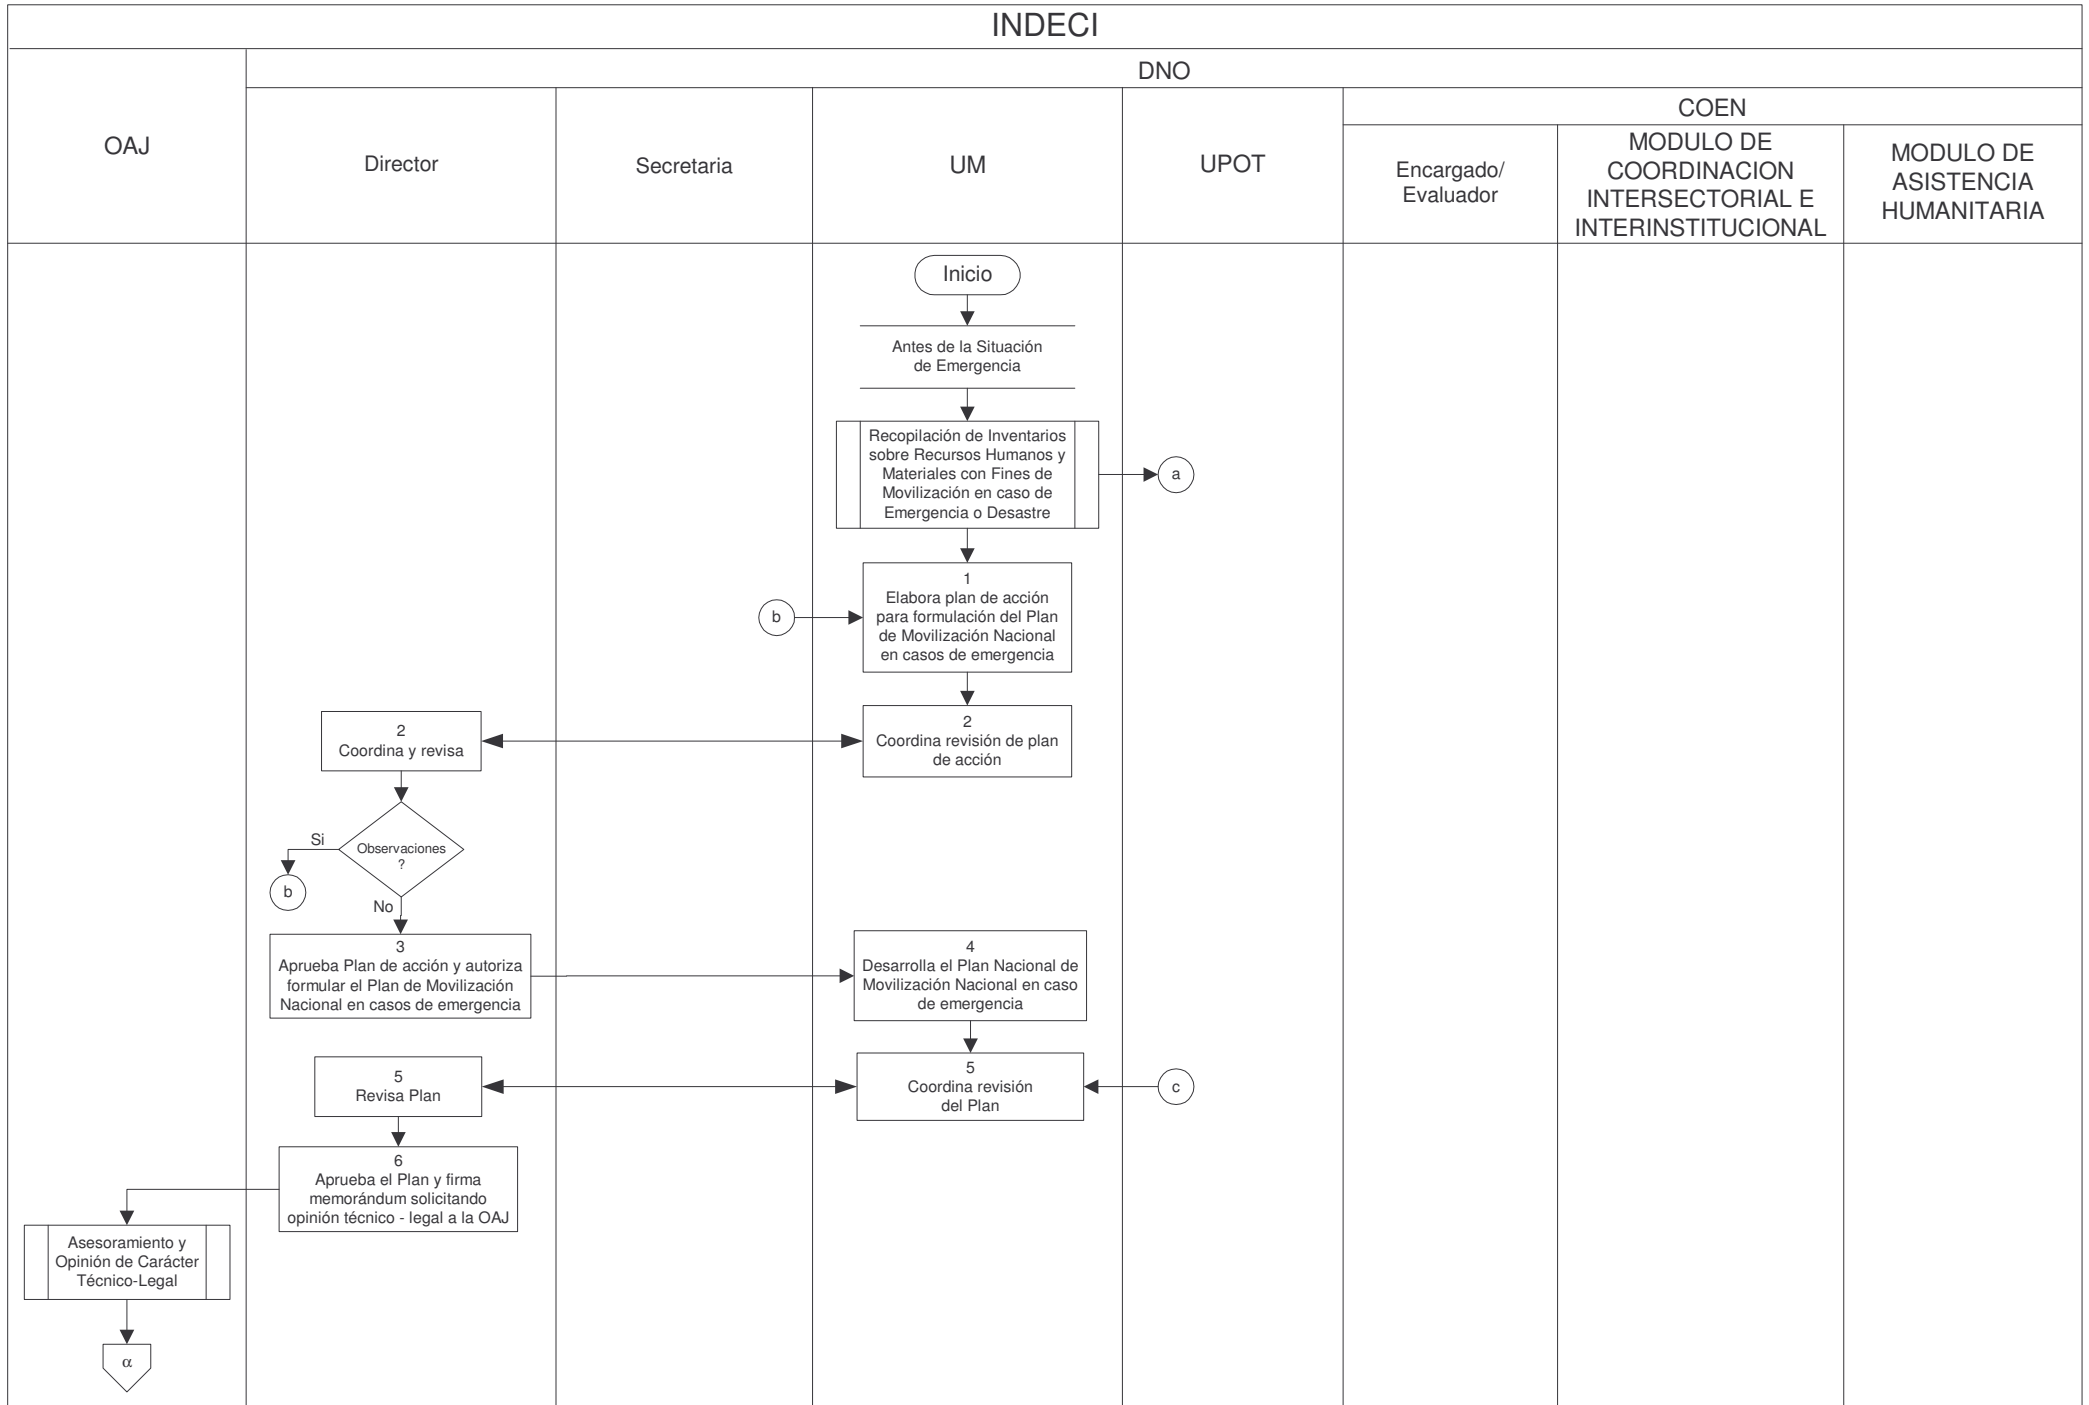 INDECI
DNO
COEN
OAJ
Director
Secretaria
UM
UPOT
Encargado/
Evaluador
MODULO DE
COORDINACION
INTERSECTORIAL E
INTERINSTITUCIONAL
MODULO DE
ASISTENCIA
HUMANITARIA
Inicio
Antes de la Situación
de Emergencia
Recopilación de Inventarios
sobre Recursos Humanos y
Materiales con Fines de
Movilización en caso de
Emergencia o Desastre
a
1
Elabora plan de acción
para formulación del Plan
de Movilización Nacional
en casos de emergencia
b
2
Coordina y revisa
2
Coordina revisión de plan
de acción
Observaciones
?
Si
b
No
3
Aprueba Plan de acción y autoriza
formular el Plan de Movilización
Nacional en casos de emergencia
4
Desarrolla el Plan Nacional de
Movilización Nacional en caso
de emergencia
5
Revisa Plan
5
Coordina revisión
del Plan
c
6
Aprueba el Plan y firma
memorándum solicitando
opinión técnico - legal a la OAJ
Asesoramiento y
Opinión de Carácter
Técnico-Legal
α